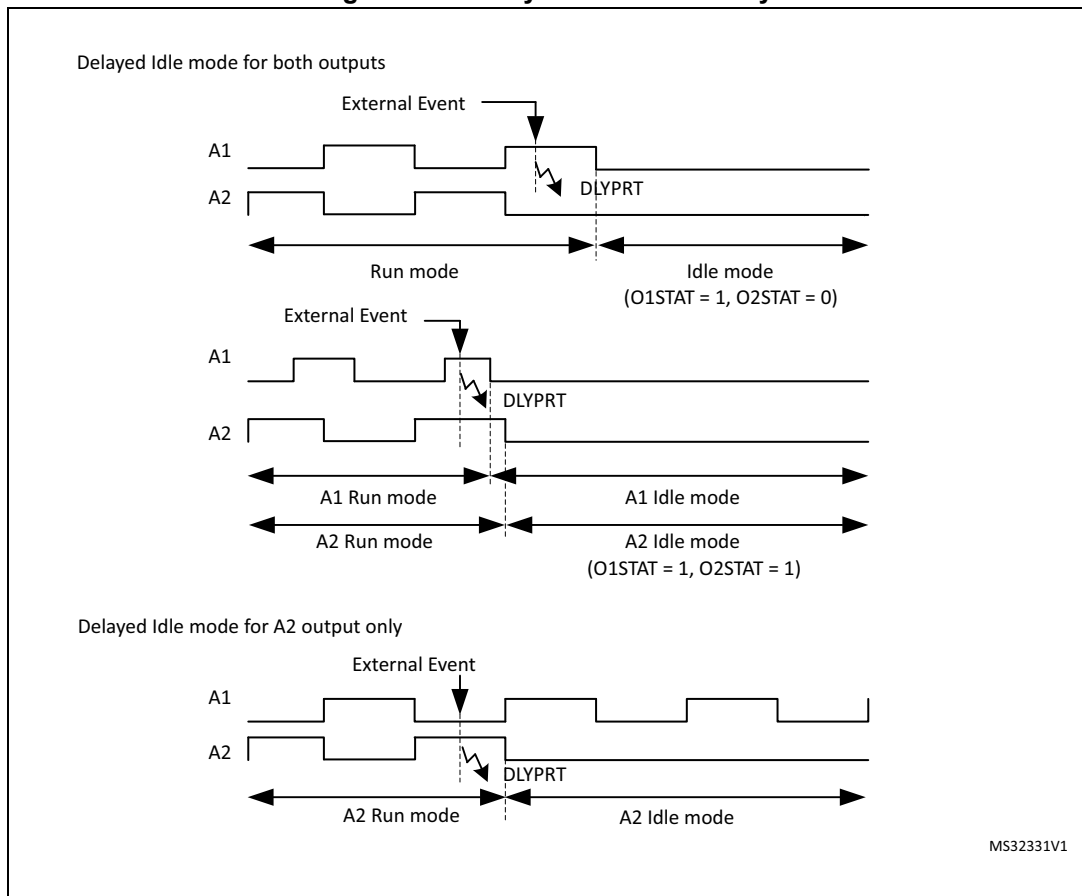 Delayed Idle mode for both outputs
External Event
A1
DLYPRT
A2
Run mode
Idle mode
(O1STAT = 1, O2STAT = 0)
External Event
A1
DLYPRT
A2
A1 Run mode
A1 Idle mode
A2 Run mode
A2 Idle mode
(O1STAT = 1, O2STAT = 1)
Delayed Idle mode for A2 output only
External Event
A1
A2
DLYPRT
A2 Run mode
A2 Idle mode
MS32331V1